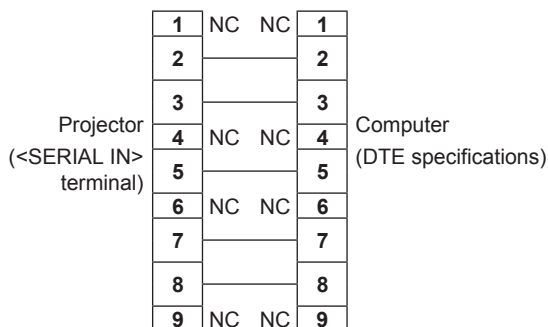 1 NC NC 1
2 2
3 3
Projector
(<SERIAL IN>
terminal)
4 NC NC 4
Computer
(DTE specifications)
5 5
6 NC NC 6
7 7
8 8
9 NC NC 9